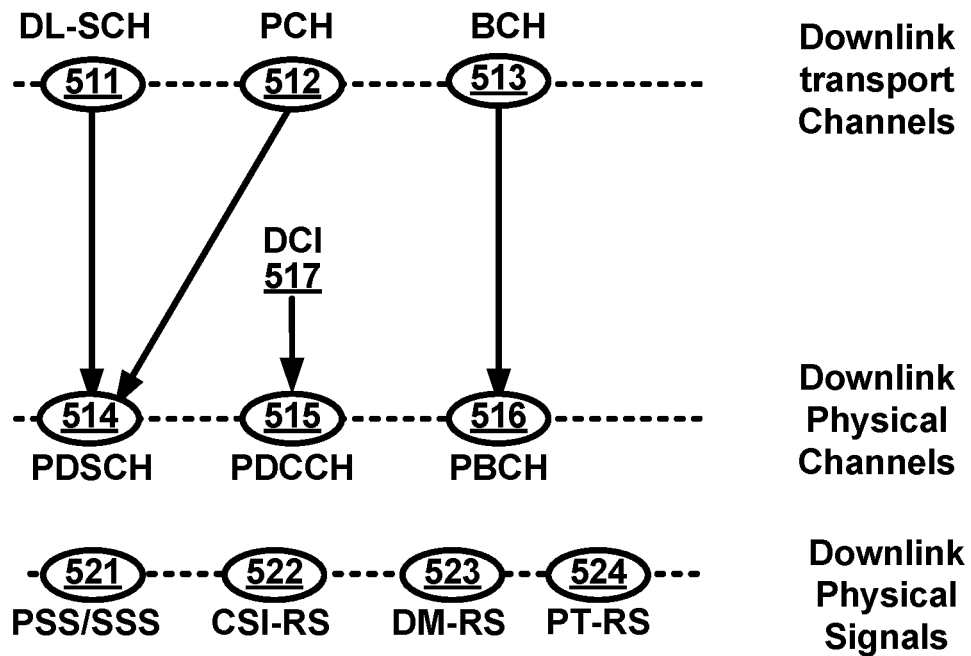 DL-SCH PCH BCH
511 512 513
Downlink
transport
Channels
DCI
517
514 515 516
PDSCH PDCCH PBCH
Downlink
Physical
Channels
521 522 523 524
PSS/SSS CSI-RS DM-RS PT-RS
Downlink
Physical
Signals